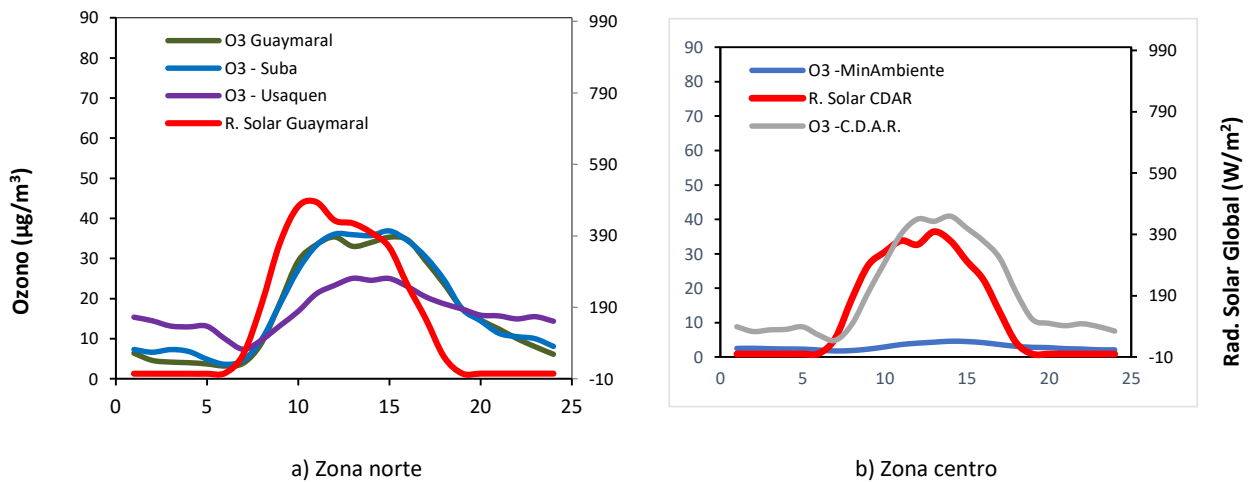 Ozono (µg/m³)
90
80
70
60
50
40
30
20
10
0
O3 Guaymaral
O3 - Suba
O3 - Usaquen
R. Solar Guaymaral
990
790
590
390
190
-10
0 5 10 15 20 25
a) Zona norte
90
80
70
60
50
40
30
20
10
0
O3 -MinAmbiente
R. Solar CDAR
O3 -C.D.A.R.
990
790
590
390
190
-10
0 5 10 15 20 25
Rad. Solar Global (W/m²)
b) Zona centro